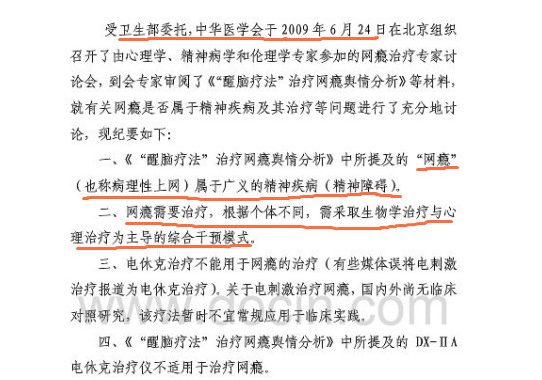 受卫生部委托，中华医学会于 2009 年 6 月 24 日在北京组织
召开了由心理学、精神病学和伦理学专家参加的网瘾治疗专家讨
论会，到会专家审阅了《“醒脑疗法”治疗网瘾舆情分析》等材料，
就有关网瘾是否属于精神疾病及其治疗等问题进行了充分地讨
论。现纪要如下：
一、《“醒脑疗法”治疗网瘾舆情分析》中所提及的“网瘾”
（也称病理性上网）属于广义的精神疾病（精神障碍）。
二、网瘾需要治疗，根据个体不同，需采取生物学治疗与心
理治疗为主导的综合干预模式。
三、电休克治疗不能用于网瘾的治疗（有些媒体误将电刺激
治疗报道为电休克治疗）。关于电刺激治疗网瘾，国内外尚无临床
对照研究，该疗法暂时不宜常规应用于临床实践。
www.docin.com
四、《“醒脑疗法”治疗网瘾舆情分析》中所提及的 DX-ⅡA
电休克治疗仪不适用于治疗网瘾。